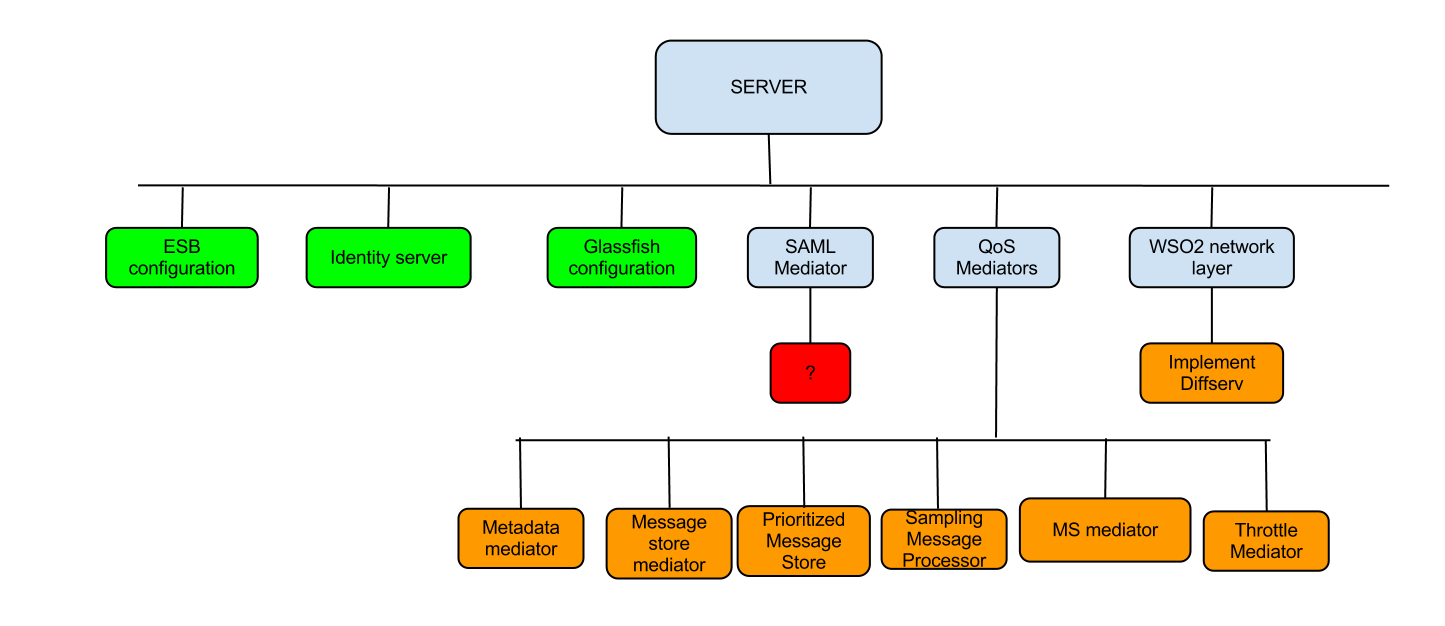 SERVER
ESB
configuration
Identity server
Glassfish
configuration
SAML
Mediator
QoS
Mediators
WSO2 network
layer
?
Implement
Diffserv
Metadata
mediator
Message
store
mediator
Prioritized
Message
Store
Sampling
Message
Processor
MS mediator
Throttle
Mediator